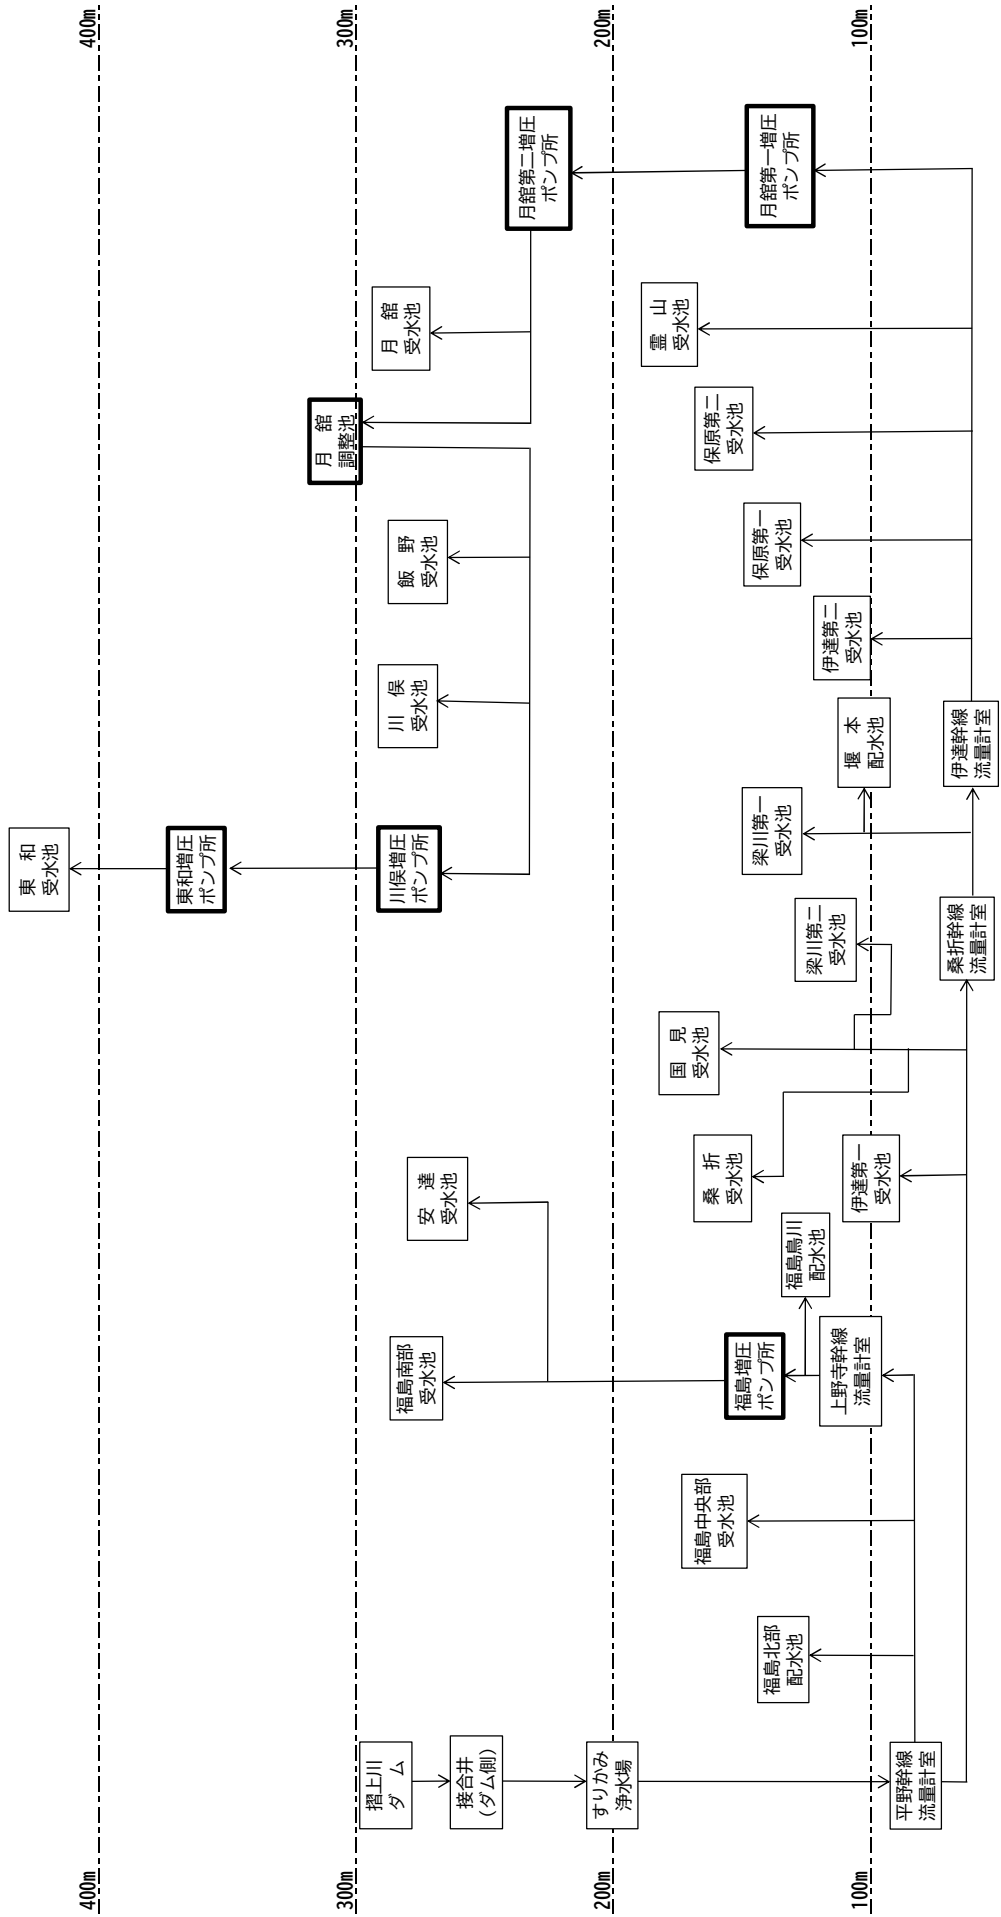 400m
300m
200m
100m
摺上川
ダム
接合井
(ダム側)
すりかみ
浄水場
平野幹線
流量計室
福島北部
配水池
福島中央部
受水池
上野寺幹線
流量計室
福島増圧
ポンプ所
福島鳥川
配水池
福島南部
受水池
安達
受水池
伊達第一
受水池
桑折
受水池
国見
受水池
梁川第二
受水池
桑折幹線
流量計室
梁川第一
受水池
堰本
配水池
伊達幹線
流量計室
伊達第二
受水池
保原第一
受水池
保原第二
受水池
霊山
受水池
月舘第一増圧
ポンプ所
月舘第二増圧
ポンプ所
月舘
受水池
月舘
調整池
飯野
受水池
川俣
受水池
川俣増圧
ポンプ所
東和増圧
ポンプ所
東和
受水池
400m
300m
200m
100m